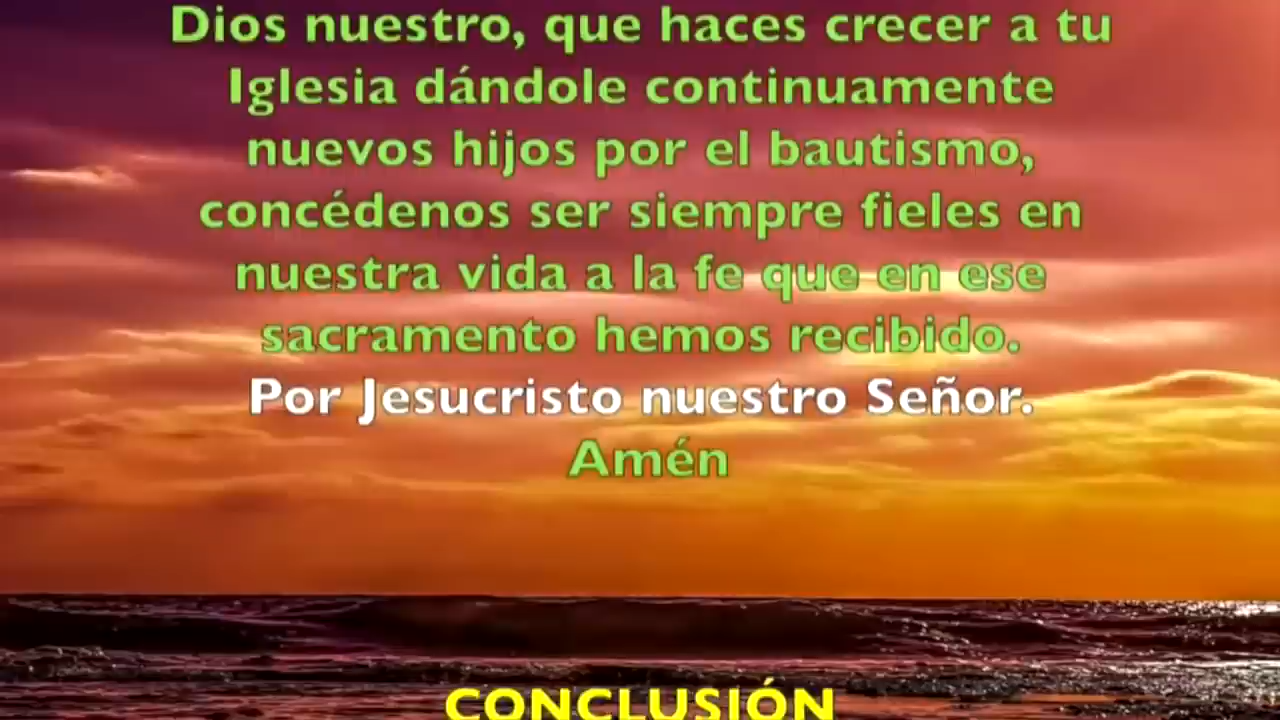 Dios nuestro, que haces crecer a tu
Iglesia dándole continuamente
nuevos hijos por el bautismo,
concédenos ser siempre fieles en
nuestra vida a la fe que en ese
sacramento hemos recibido.
Por Jesucristo nuestro Señor.
Amén
CONCLUSIÓN